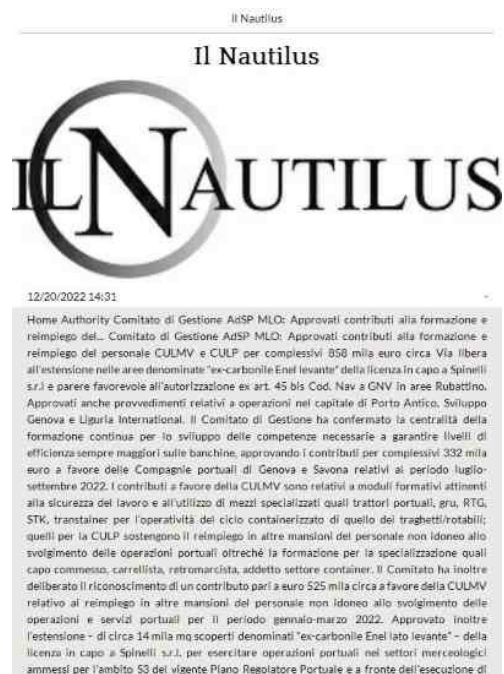 Il Nautilus
Il Nautilus
IL NAUTILUS
12/20/2022 14:31
Home Authority Comitato di Gestione AdSP MLO: Approvati contributi alla formazione e
reimpiego del... Comitato di Gestione AdSP MLO: Approvati contributi alla formazione e
reimpiego del personale CULMV e CULP per complessivi 858 mila euro circa Via libera
all'estensione nelle aree denominate "ex-carbonile Enel levante" della licenza in capo a Spinelli
s.r.l e parere favorevole all'autorizzazione ex art. 45 bis Cod. Nav a GNV in aree Rubattino.
Approvati anche provvedimenti relativi a operazioni nel capitale di Porto Antico, Sviluppo
Genova e Liguria International. Il Comitato di Gestione ha confermato la centralità della
formazione continua per lo sviluppo delle competenze necessarie a garantire livelli di
efficienza sempre maggiori sulle banchine, approvando i contributi per complessivi 332 mila
euro a favore delle Compagnie portuali di Genova e Savona relativi al periodo luglio-
settembre 2022. I contributi a favore della CULMV sono relativi a moduli formativi attinenti
alla sicurezza del lavoro e all'utilizzo di mezzi specializzati quali trattori portuali, gru, RTG,
STK, transtainer per l'operatività del ciclo containerizzato di quello dei traghetti/rotabili;
quelli per la CULP sostengono il reimpiego in altre mansioni del personale non idoneo allo
svolgimento delle operazioni portuali oltreché la formazione per la specializzazione quali
capo commesso, carrellista, retromarcista, addetto settore container. Il Comitato ha inoltre
deliberato il riconoscimento di un contributo pari a euro 525 mila circa a favore della CULMV
relativo al reimpiego in altre mansioni del personale non idoneo allo svolgimento delle
operazioni e servizi portuali per il periodo gennaio-marzo 2022. Approvato inoltre
l'estensione - di circa 14 mila mq scoperti denominati "ex-carbonile Enel lato levante" - della
licenza in capo a Spinelli s.r.l. per esercitare operazioni portuali nei settori merceologici
ammessi per l'ambito S3 del vigente Piano Regolatore Portuale e a fronte dell'esecuzione di